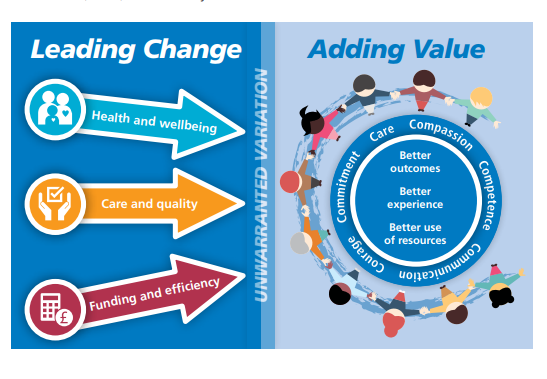 Leading Change
Adding Value
Health and wellbeing
Care and quality
£
Funding and efficiency
UNWARRANTED VARIATION
Care
Compassion
Competence
Communication
Courage
Commitment
Better
outcomes
Better
experience
Better use
of resources